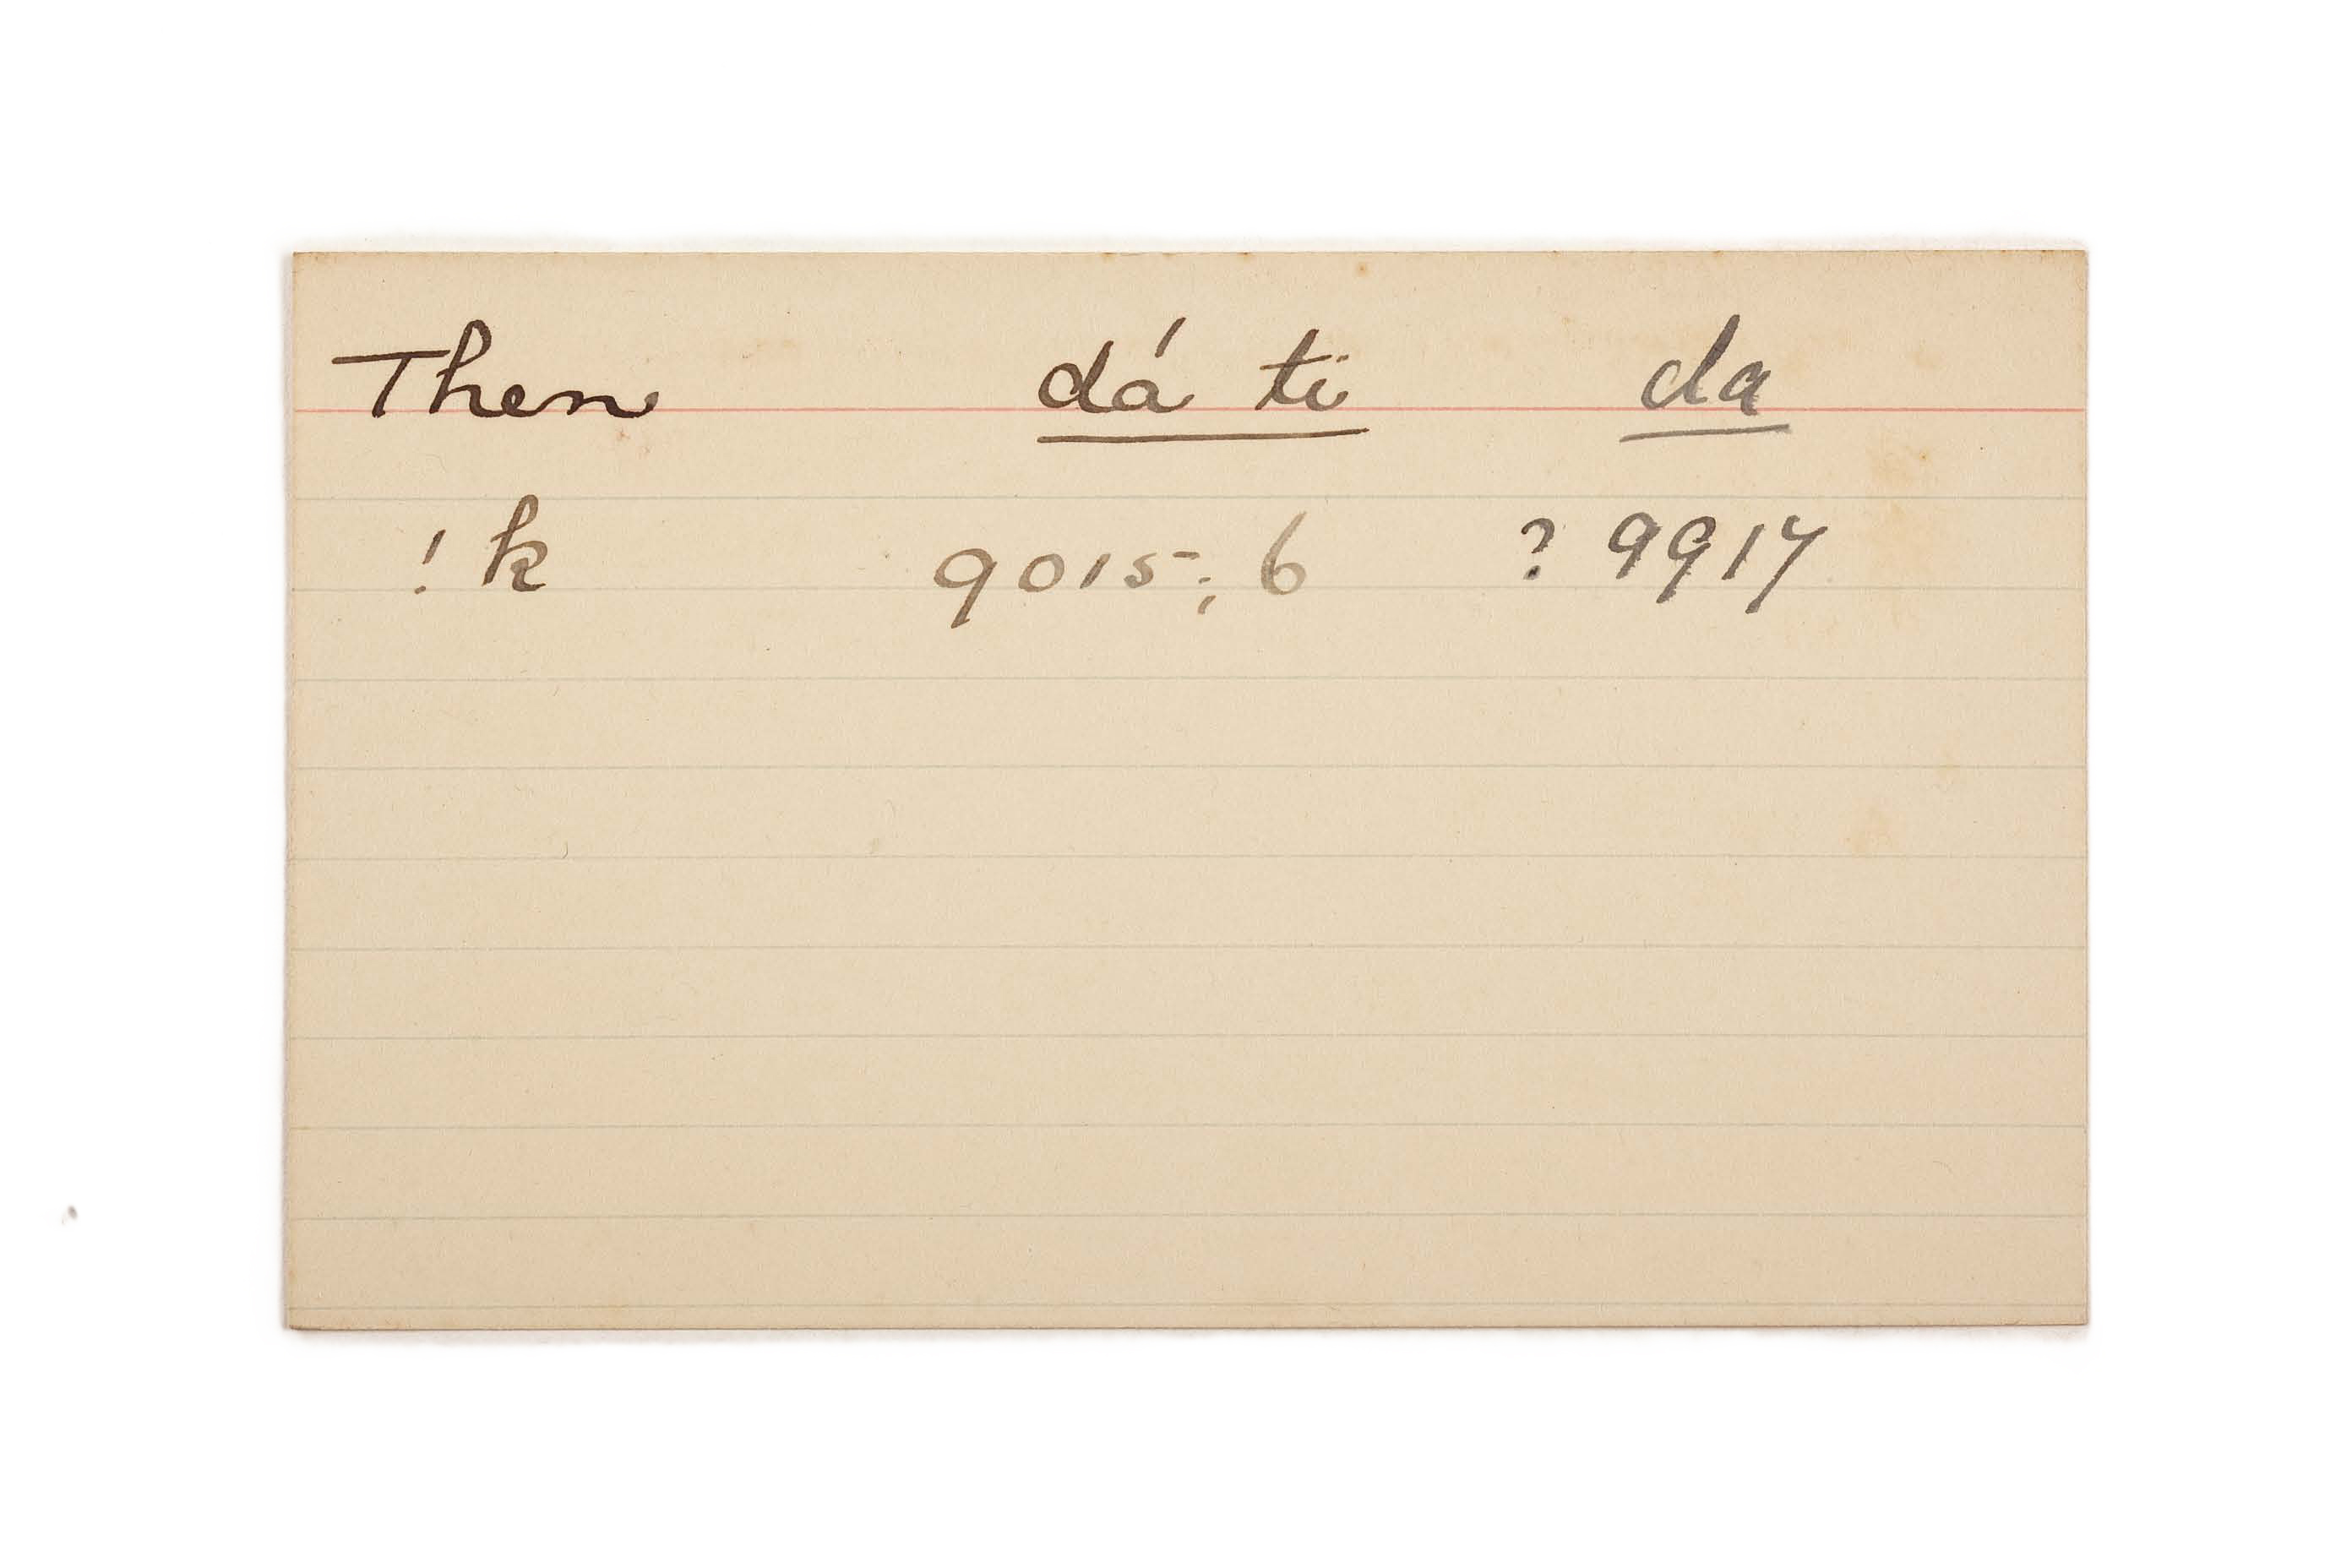 Then dá ti da
! k 9015; 6 ? 9917